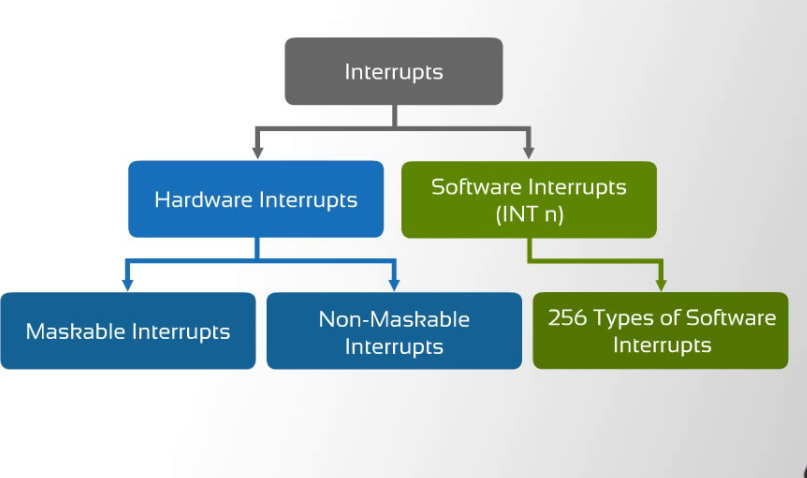 Interrupts
Hardware Interrupts
Software Interrupts
(INT n)
Maskable Interrupts
Non-Maskable
Interrupts
256 Types of Software
Interrupts